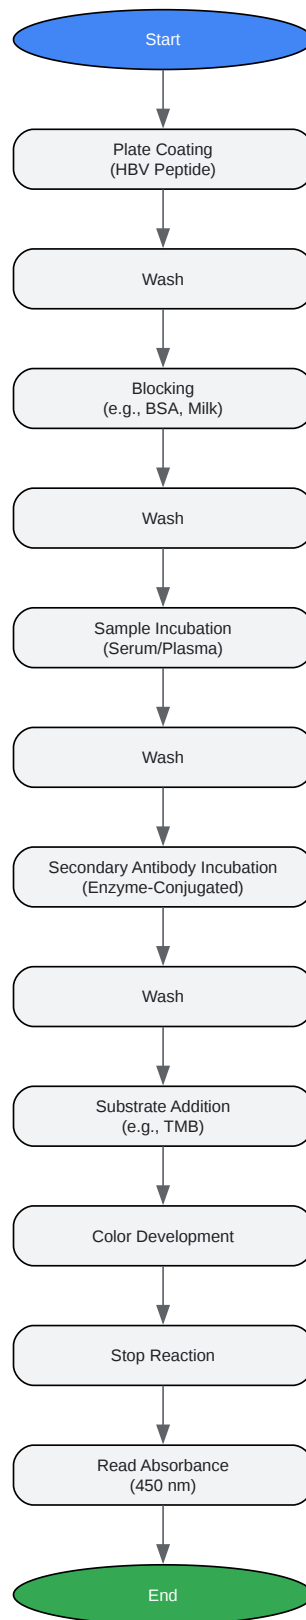 Start
Plate Coating
(HBV Peptide)
Wash
Blocking
(e.g., BSA, Milk)
Wash
Sample Incubation
(Serum/Plasma)
Wash
Secondary Antibody Incubation
(Enzyme-Conjugated)
Wash
Substrate Addition
(e.g., TMB)
Color Development
Stop Reaction
Read Absorbance
(450 nm)
End